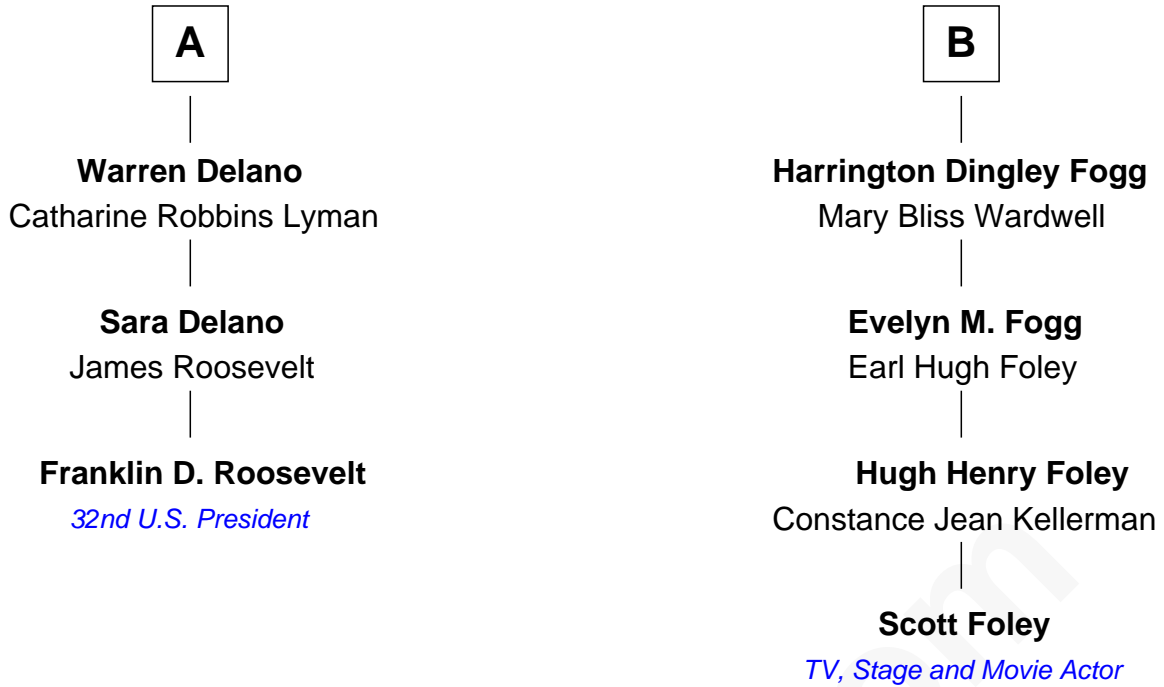 A
Warren Delano
Catharine Robbins Lyman
Sara Delano
James Roosevelt
Franklin D. Roosevelt
32nd U.S. President
B
Harrington Dingley Fogg
Mary Bliss Wardwell
Evelyn M. Fogg
Earl Hugh Foley
Hugh Henry Foley
Constance Jean Kellerman
Scott Foley
TV, Stage and Movie Actor